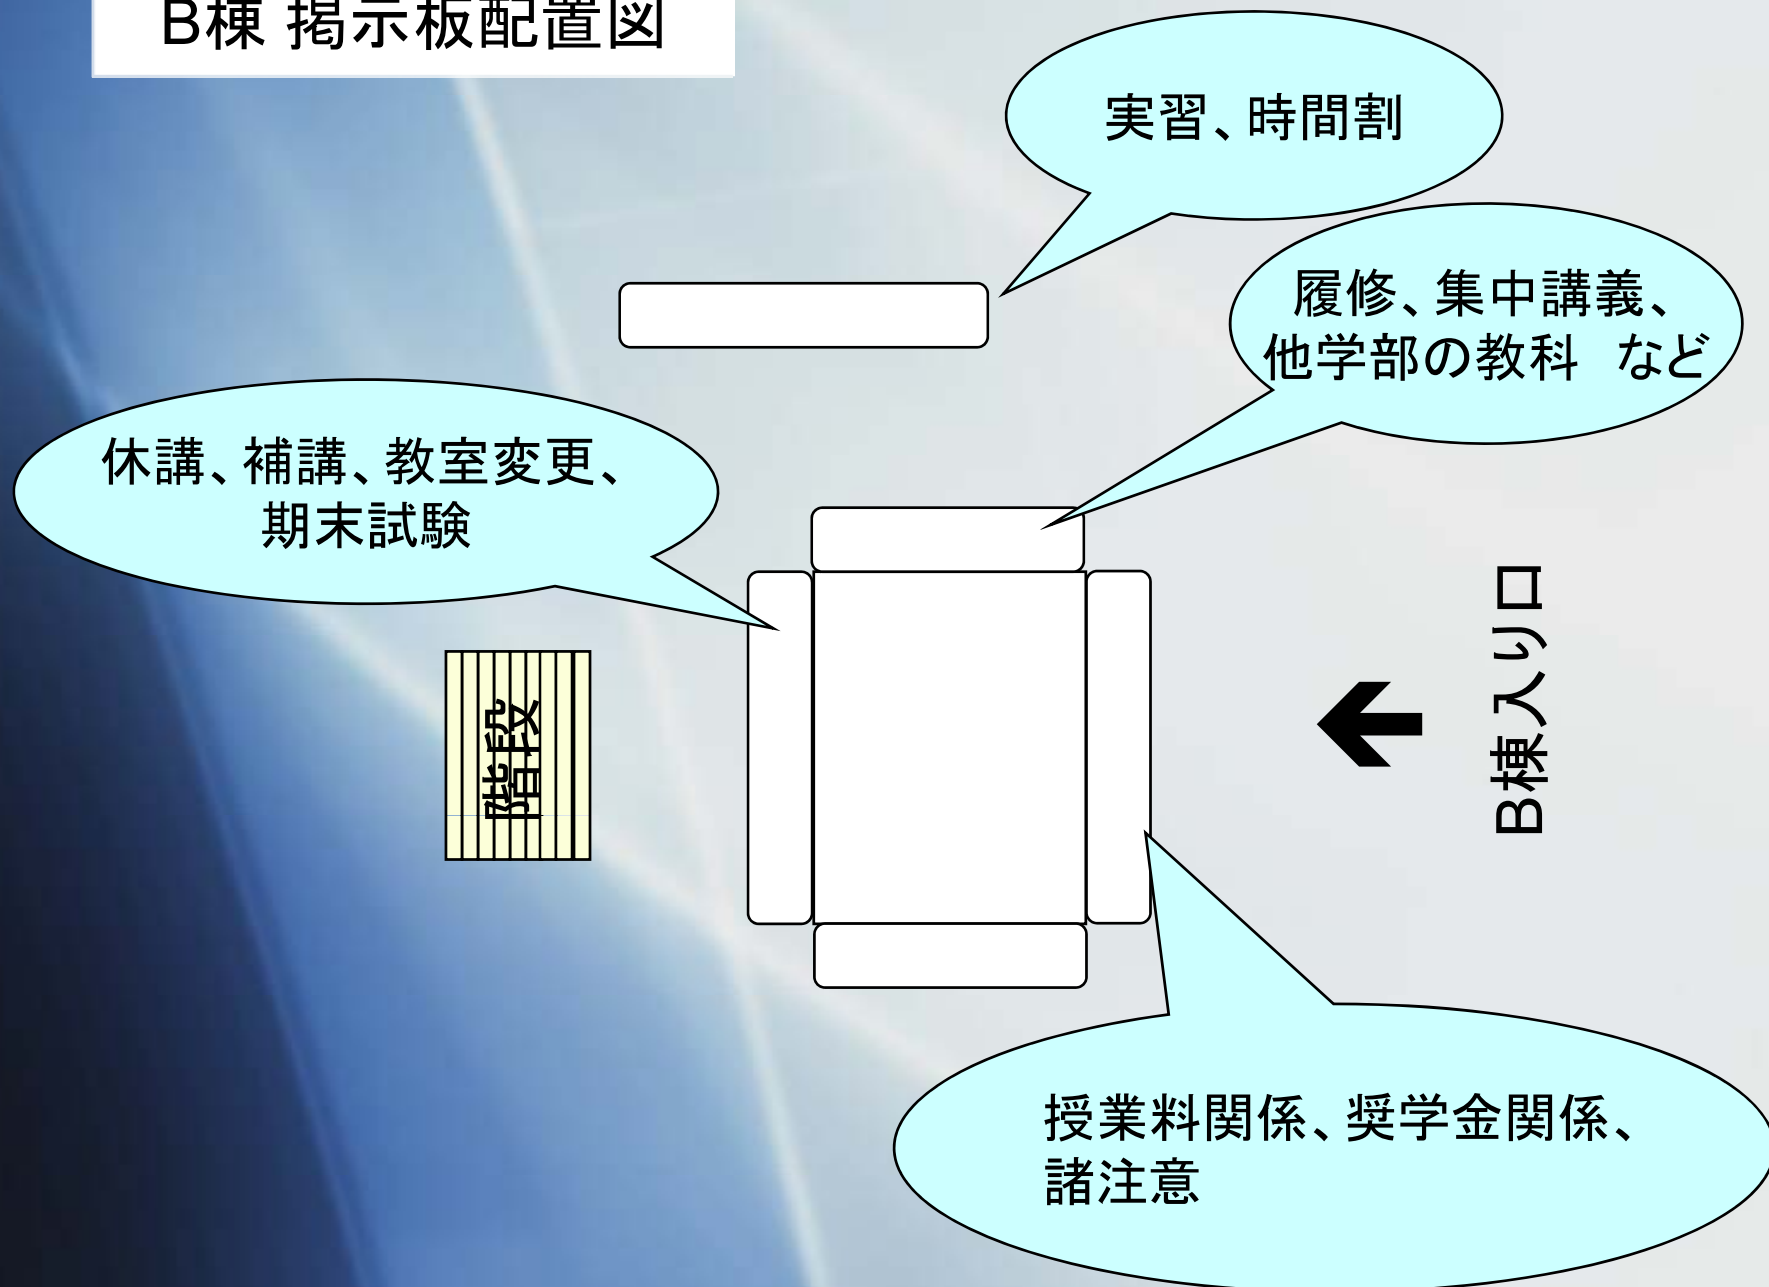 B棟 掲示板配置図
実習、時間割
履修、集中講義、
他学部の教科　など
休講、補講、教室変更、
期末試験
階段
B棟入り口
授業料関係、奨学金関係、
諸注意